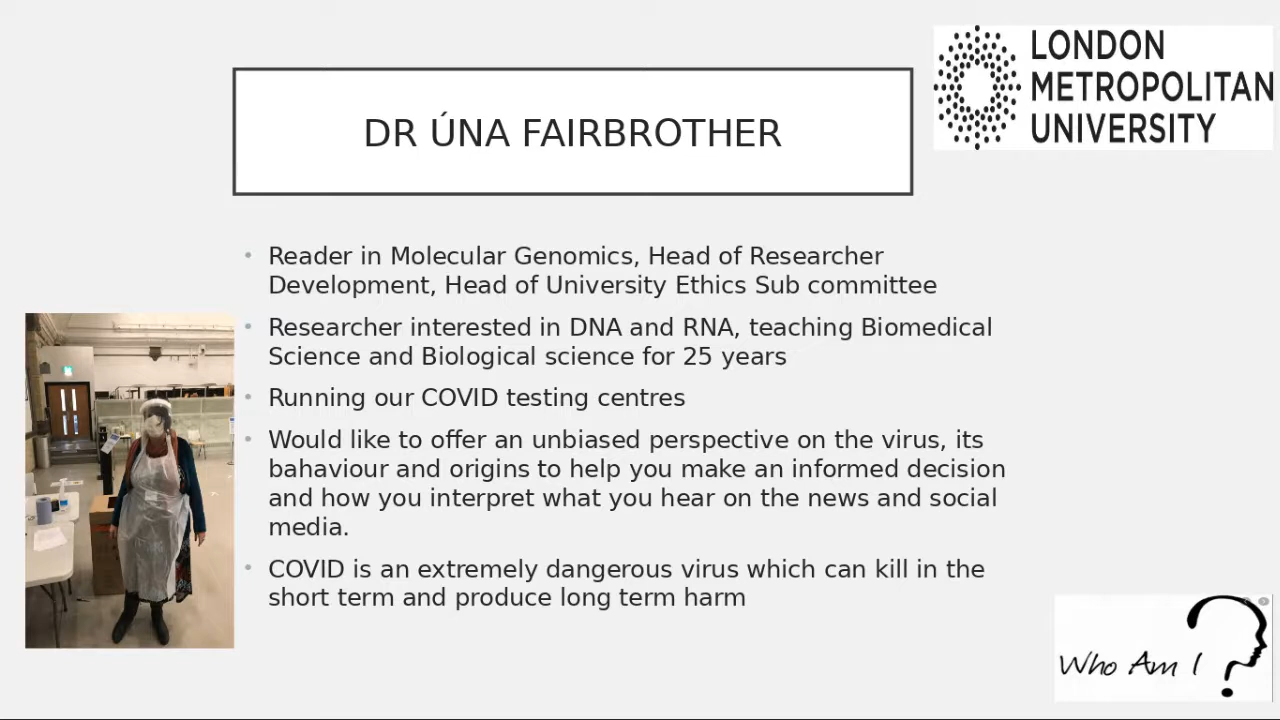 LONDON
METROPOLITAN
UNIVERSITY
DR ÚNA FAIRBROTHER
• Reader in Molecular Genomics, Head of Researcher
Development, Head of University Ethics Sub committee
• Researcher interested in DNA and RNA, teaching Biomedical
Science and Biological science for 25 years
• Running our COVID testing centres
• Would like to offer an unbiased perspective on the virus, its
bahaviour and origins to help you make an informed decision
and how you interpret what you hear on the news and social
media.
• COVID is an extremely dangerous virus which can kill in the
short term and produce long term harm
Who Am I ?